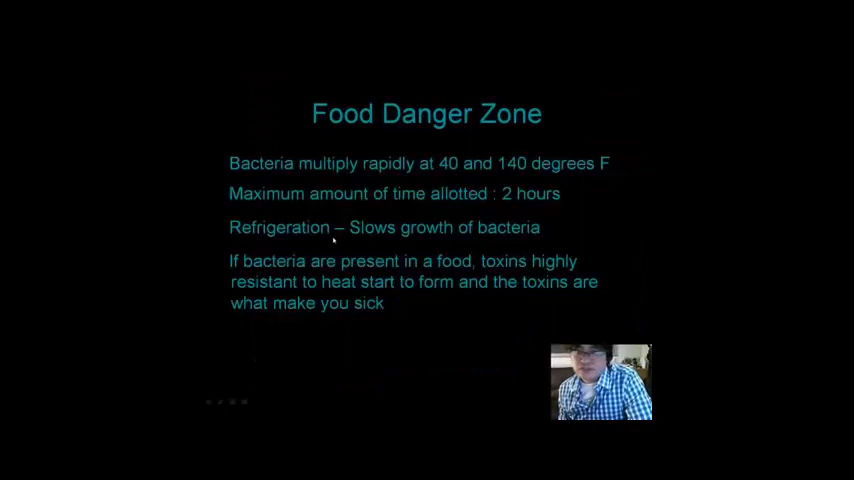 Food Danger Zone
Bacteria multiply rapidly at 40 and 140 degrees F
Maximum amount of time allotted : 2 hours
Refrigeration – Slows growth of bacteria
If bacteria are present in a food, toxins highly
resistant to heat start to form and the toxins are
what make you sick